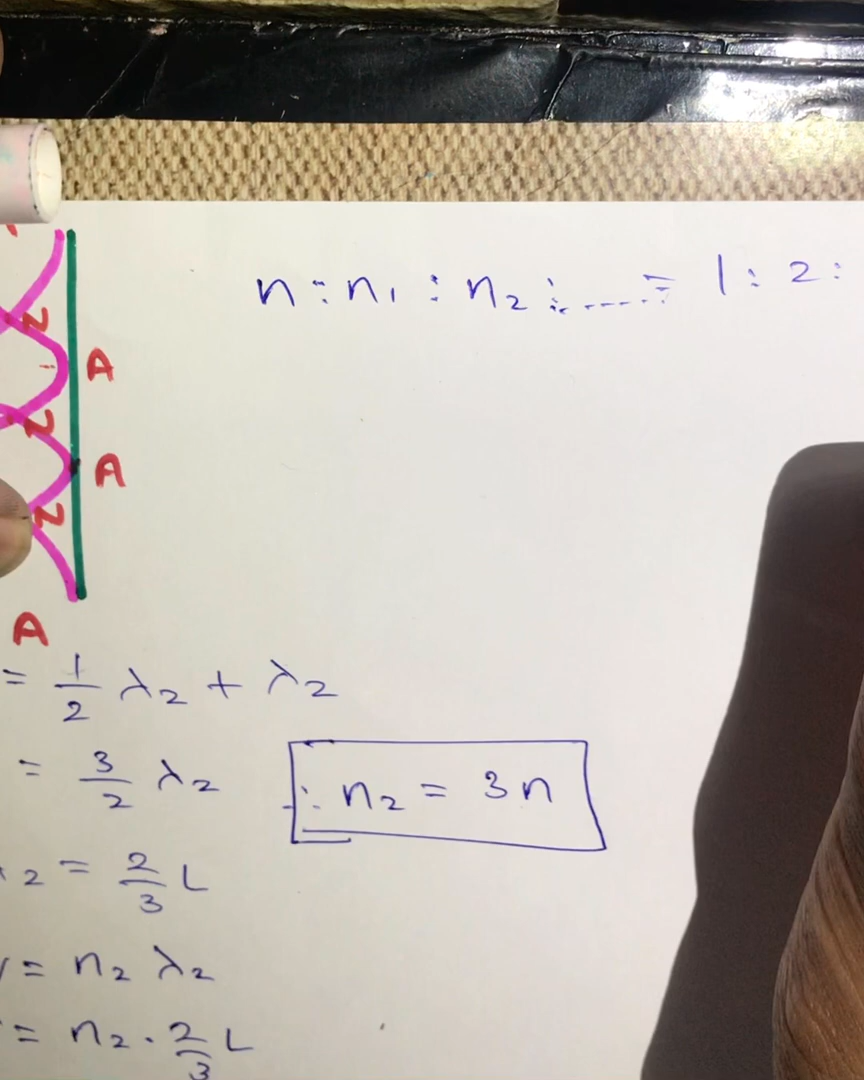 n : n₁ : n₂ : ....... = 1 : 2 :
N
A
N
A
N
A
= 1/2 λ₂ + λ₂
= 3/2 λ₂
∴ n₂ = 3n
λ₂ = 2/3 L
v = n₂ λ₂
= n₂ . 2/3 L